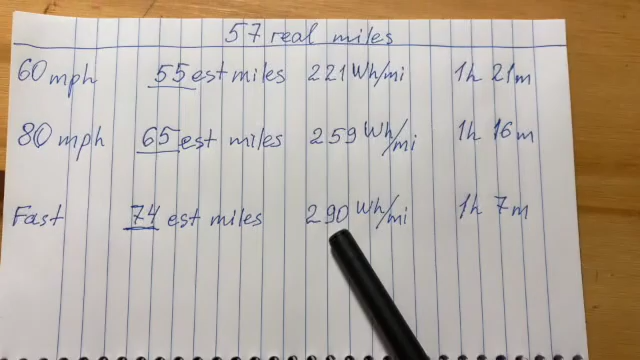 57 real miles
60 mph 55 est miles 221 Wh/mi 1h 21m
80 mph 65 est miles 259 Wh/mi 1h 16m
Fast 74 est miles 290 Wh/mi 1h 7m